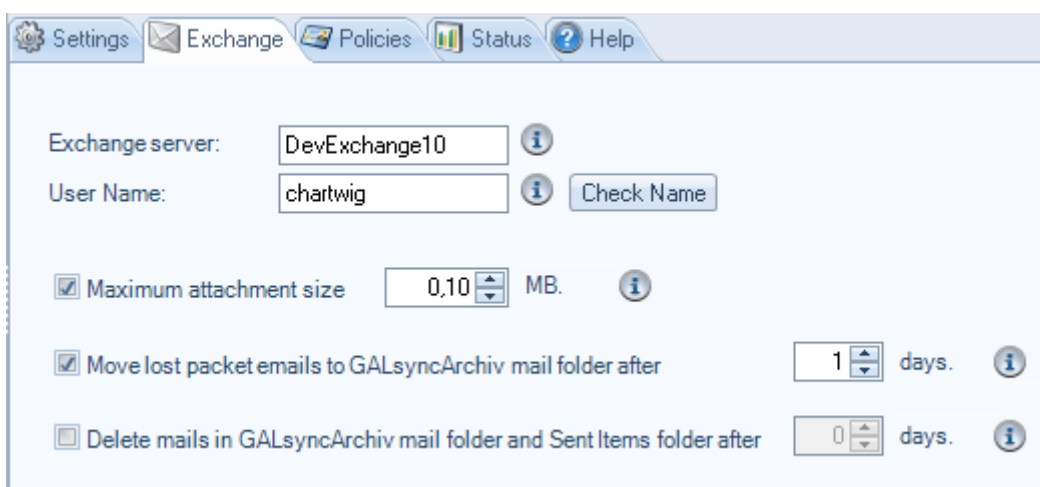 Settings Exchange Policies Status Help
Exchange server: DevExchange10
User Name: chartwig Check Name
Maximum attachment size 0,10 MB.
Move lost packet emails to GALsyncArchiv mail folder after 1 days.
Delete mails in GALsyncArchiv mail folder and Sent Items folder after 0 days.